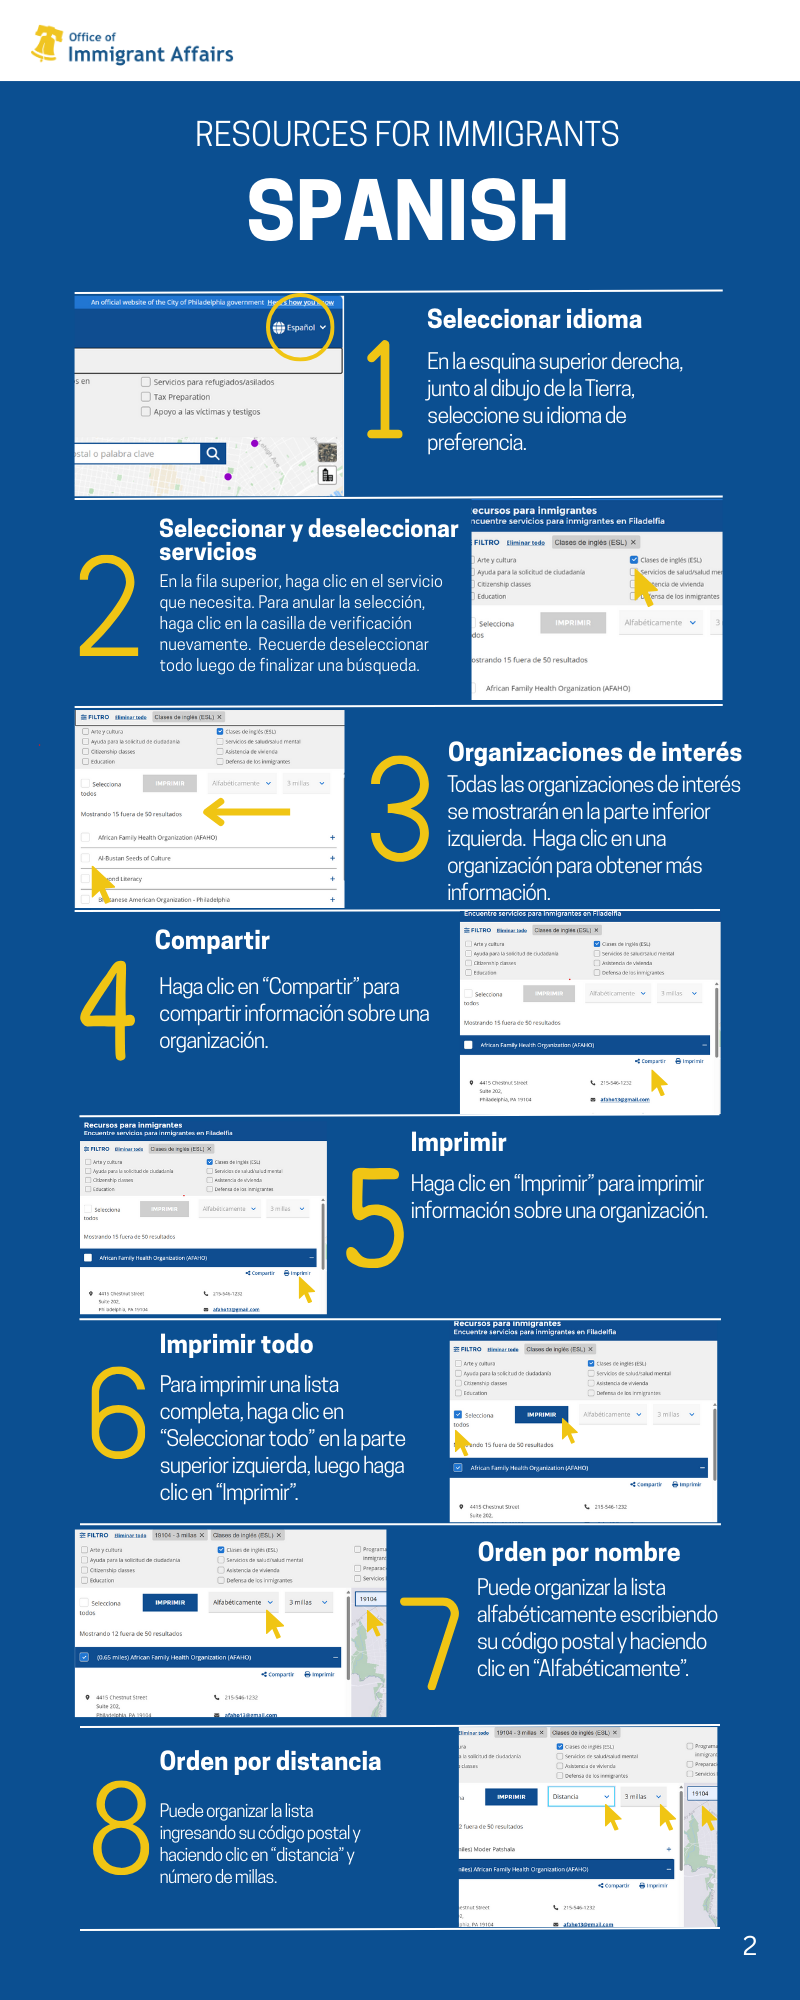 Office of
Immigrant Affairs
RESOURCES FOR IMMIGRANTS
SPANISH
An official website of the City of Philadelphia government Here's how you know
Español
s en
Servicios para refugiados/asilados
Tax Preparation
Apoyo a las víctimas y testigos
ostal o palabra clave
1
Seleccionar idioma
En la esquina superior derecha,
junto al dibujo de la Tierra,
seleccione su idioma de
preferencia.
2
Seleccionar y deseleccionar
servicios
En la fila superior, haga clic en el servicio
que necesita. Para anular la selección,
haga clic en la casilla de verificación
nuevamente. Recuerde deseleccionar
todo luego de finalizar una búsqueda.
ecursos para inmigrantes
ncuentre servicios para inmigrantes en Filadelfia
FILTRO Eliminar todo Clases de inglés (ESL) ✕
Arte y cultura Clases de inglés (ESL)
Ayuda para la solicitud de ciudadanía Servicios de salud/salud mer
Citizenship classes encia de vivienda
Education ensa de los inmigrantes
Selecciona IMPRIMIR Alfabéticamente 3
dos
ostrando 15 fuera de 50 resultados
African Family Health Organization (AFAHO)
FILTRO Eliminar todo Clases de inglés (ESL) ✕
Arte y cultura Clases de inglés (ESL)
Ayuda para la solicitud de ciudadanía Servicios de salud/salud mental
Citizenship classes Asistencia de vivienda
Education Defensa de los inmigrantes
Selecciona IMPRIMIR Alfabéticamente 3 millas
todos
Mostrando 15 fuera de 50 resultados
African Family Health Organization (AFAHO) +
Al-Bustan Seeds of Culture +
rid Literacy +
tanese American Organization - Philadelphia +
3
Organizaciones de interés
Todas las organizaciones de interés
se mostrarán en la parte inferior
izquierda. Haga clic en una
organización para obtener más
información.
4
Compartir
Haga clic en “Compartir” para
compartir información sobre una
organización.
Encuentre servicios para inmigrantes en Filadelfia
FILTRO Eliminar todo Clases de inglés (ESL) ✕
Arte y cultura Clases de inglés (ESL)
Ayuda para la solicitud de ciudadanía Servicios de salud/salud mental
Citizenship classes Asistencia de vivienda
Education Defensa de los inmigrantes
Selecciona IMPRIMIR Alfabéticamente 3 millas
todos
Mostrando 15 fuera de 50 resultados
African Family Health Organization (AFAHO) −
Compartir Imprimir
4415 Chestnut Street 215-546-1232
Suite 202,
Philadelphia, PA 19104 afaho13@gmail.com
Recursos para inmigrantes
Encuentre servicios para inmigrantes en Filadelfia
FILTRO Eliminar todo Clases de inglés (ESL) ✕
Arte y cultura Clases de inglés (ESL)
Ayuda para la solicitud de ciudadanía Servicios de salud/salud mental
Citizenship classes Asistencia de vivienda
Education Defensa de los inmigrantes
Selecciona IMPRIMIR Alfabéticamente 3 millas
todos
Mostrando 15 fuera de 50 resultados
African Family Health Organization (AFAHO) −
Compartir Imprimir
4415 Chestnut Street 215-546-1232
Suite 202,
Philadelphia, PA 19104 afaho13@gmail.com
5
Imprimir
Haga clic en “Imprimir” para imprimir
información sobre una organización.
6
Imprimir todo
Para imprimir una lista
completa, haga clic en
“Seleccionar todo” en la parte
superior izquierda, luego haga
clic en “Imprimir”.
Recursos para inmigrantes
Encuentre servicios para inmigrantes en Filadelfia
FILTRO Eliminar todo Clases de inglés (ESL) ✕
Arte y cultura Clases de inglés (ESL)
Ayuda para la solicitud de ciudadanía Servicios de salud/salud mental
Citizenship classes Asistencia de vivienda
Education Defensa de los inmigrantes
Selecciona IMPRIMIR Alfabéticamente 3 millas
todos
ndo 15 fuera de 50 resultados
African Family Health Organization (AFAHO) −
Compartir Imprimir
4415 Chestnut Street 215-546-1232
Suite 202,
FILTRO Eliminar todo 19104 - 3 millas ✕ Clases de inglés (ESL) ✕
Arte y cultura Clases de inglés (ESL) Programa
Ayuda para la solicitud de ciudadanía Servicios de salud/salud mental inmigran
Citizenship classes Asistencia de vivienda Preparac
Education Defensa de los inmigrantes Servicios
Selecciona IMPRIMIR Alfabéticamente 3 millas 19104
todos
Mostrando 12 fuera de 50 resultados
(0.65 miles) African Family Health Organization (AFAHO) −
Compartir Imprimir
4415 Chestnut Street 215-546-1232
Suite 202,
Philadelphia, PA 19104 afaho13@gmail.com
7
Orden por nombre
Puede organizar la lista
alfabéticamente escribiendo
su código postal y haciendo
clic en “Alfabéticamente”.
8
Orden por distancia
Puede organizar la lista
ingresando su código postal y
haciendo clic en “distancia” y
número de millas.
Eliminar todo 19104 - 3 millas ✕ Clases de inglés (ESL) ✕
ura Clases de inglés (ESL) Programa
a la solicitud de ciudadanía Servicios de salud/salud mental inmigrant
classes Asistencia de vivienda Preparac
Defensa de los inmigrantes Servicios
na IMPRIMIR Distancia 3 millas 19104
2 fuera de 50 resultados
miles) Moder Patshala +
miles) African Family Health Organization (AFAHO) −
Compartir Imprimir
estnut Street 215-546-1232
2,
phia, PA 19104 afaho13@gmail.com
2